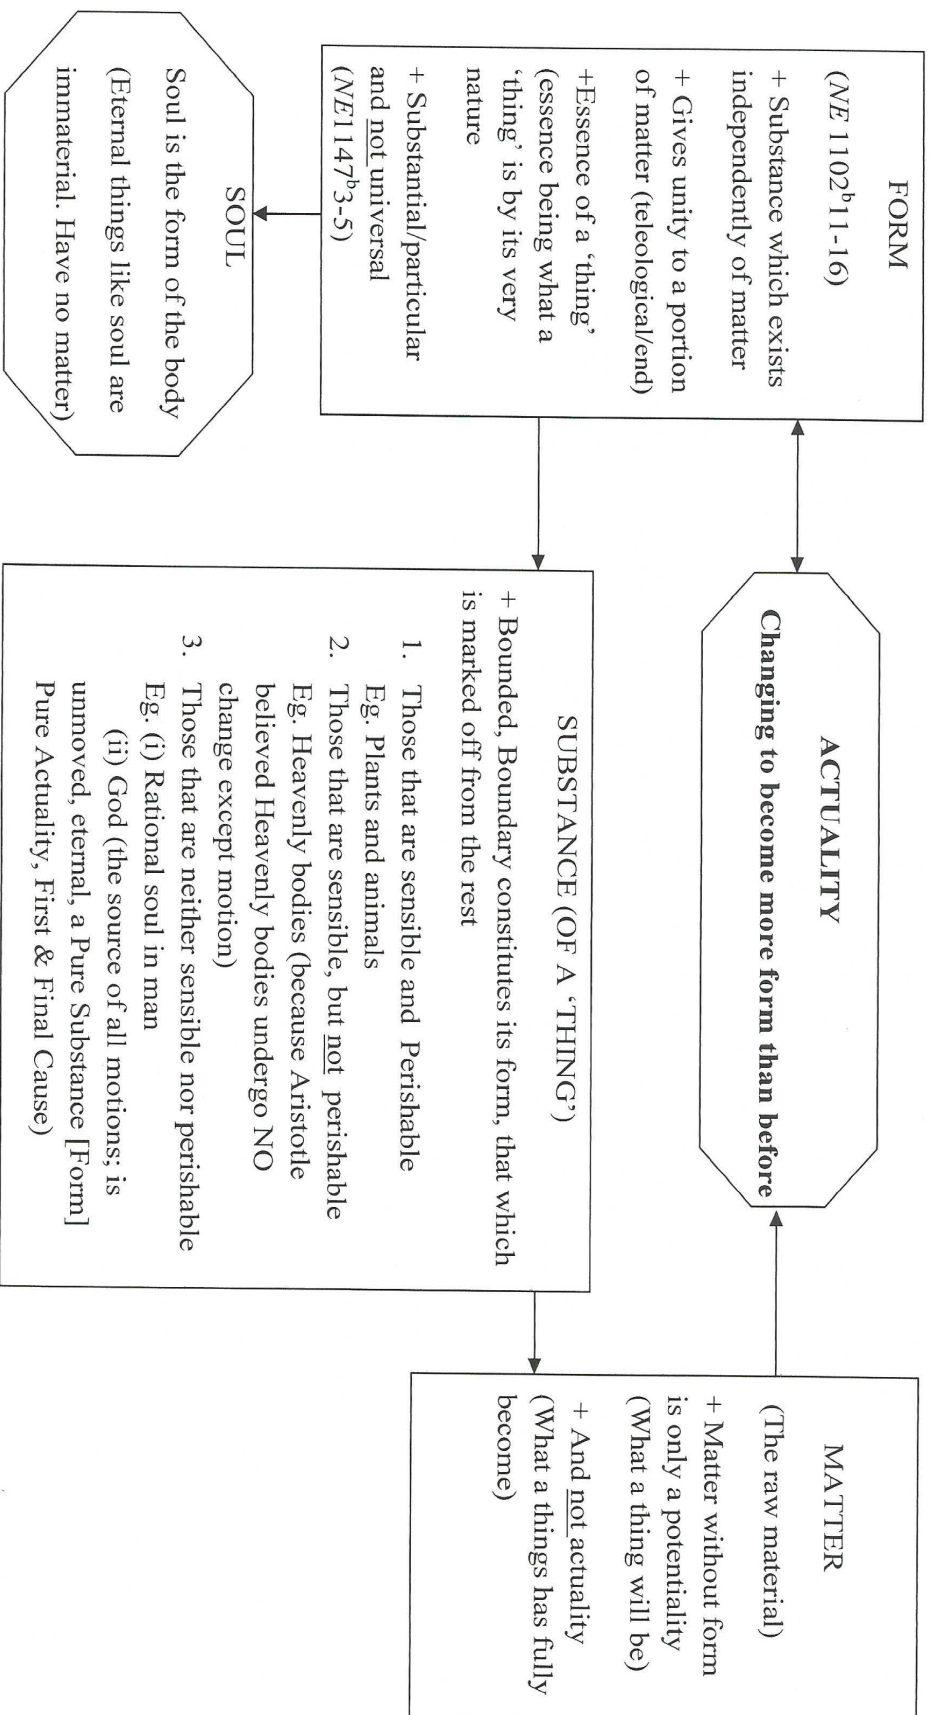 FORM
(NE 1102ᵇ11-16)
+ Substance which exists
independently of matter
+ Gives unity to a portion
of matter (teleological/end)
+Essence of a ‘thing’
(essence being what a
‘thing’ is by its very
nature
+ Substantial/particular
and not universal
(NE1147ᵇ3-5)
SOUL
Soul is the form of the body
(Eternal things like soul are
immaterial. Have no matter)
ACTUALITY
Changing to become more form than before
SUBSTANCE (OF A ‘THING’)
+ Bounded, Boundary constitutes its form, that which
is marked off from the rest
1. Those that are sensible and Perishable
Eg. Plants and animals
2. Those that are sensible, but not perishable
Eg. Heavenly bodies (because Aristotle
believed Heavenly bodies undergo NO
change except motion)
3. Those that are neither sensible nor perishable
Eg. (i) Rational soul in man
(ii) God (the source of all motions; is
unmoved, eternal, a Pure Substance [Form]
Pure Actuality, First & Final Cause)
MATTER
(The raw material)
+ Matter without form
is only a potentiality
(What a thing will be)
+ And not actuality
(What a things has fully
become)